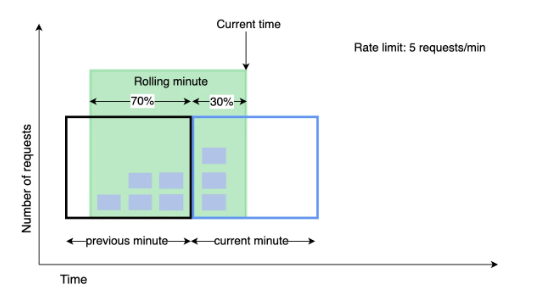 Current time
Rate limit: 5 requests/min
Rolling minute
70%
30%
Number of requests
previous minute
current minute
Time